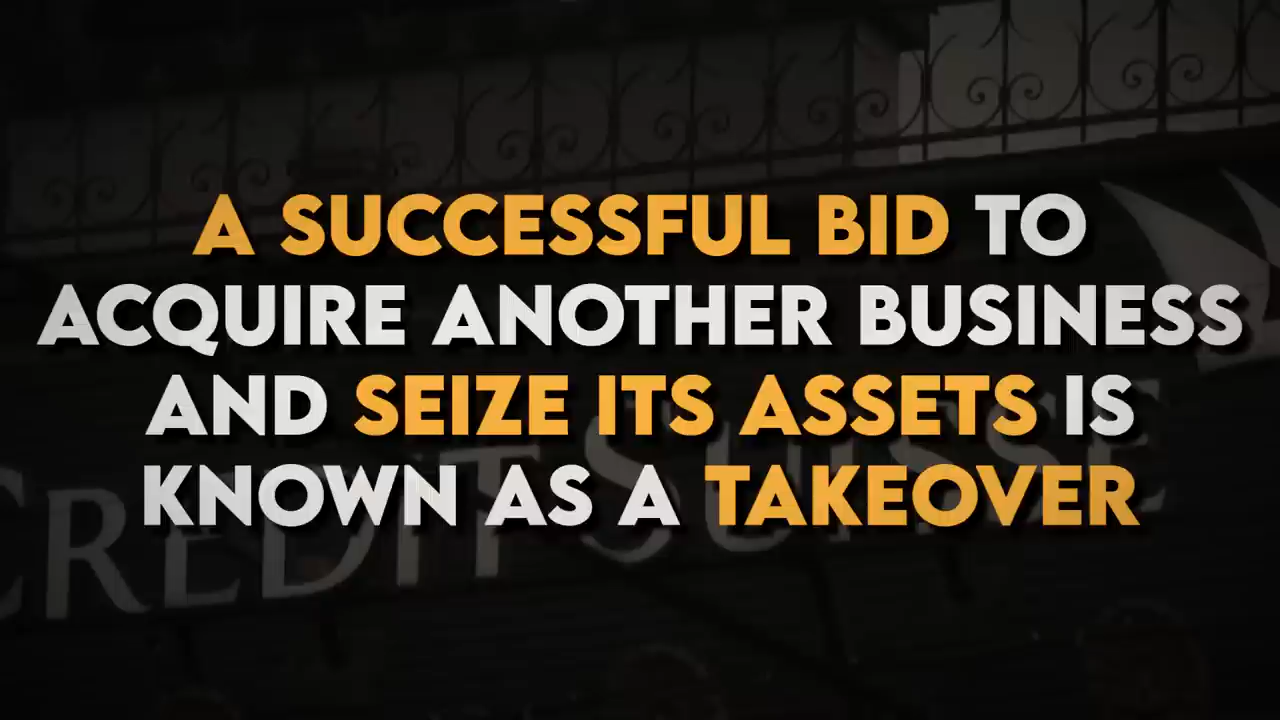 A SUCCESSFUL BID TO
ACQUIRE ANOTHER BUSINESS
AND SEIZE ITS ASSETS IS
KNOWN AS A TAKEOVER
CREDIT SUISSE